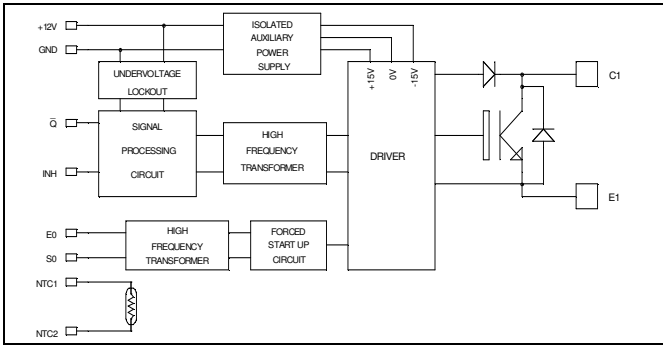 +12V
GND
ISOLATED
AUXILIARY
POWER
SUPPLY
UNDERVOLTAGE
LOCKOUT
+15V
0V
-15V
C1
Q̅
INH
SIGNAL
PROCESSING
CIRCUIT
HIGH
FREQUENCY
TRANSFORMER
DRIVER
E1
E0
S0
HIGH
FREQUENCY
TRANSFORMER
FORCED
START UP
CIRCUIT
NTC1
NTC2